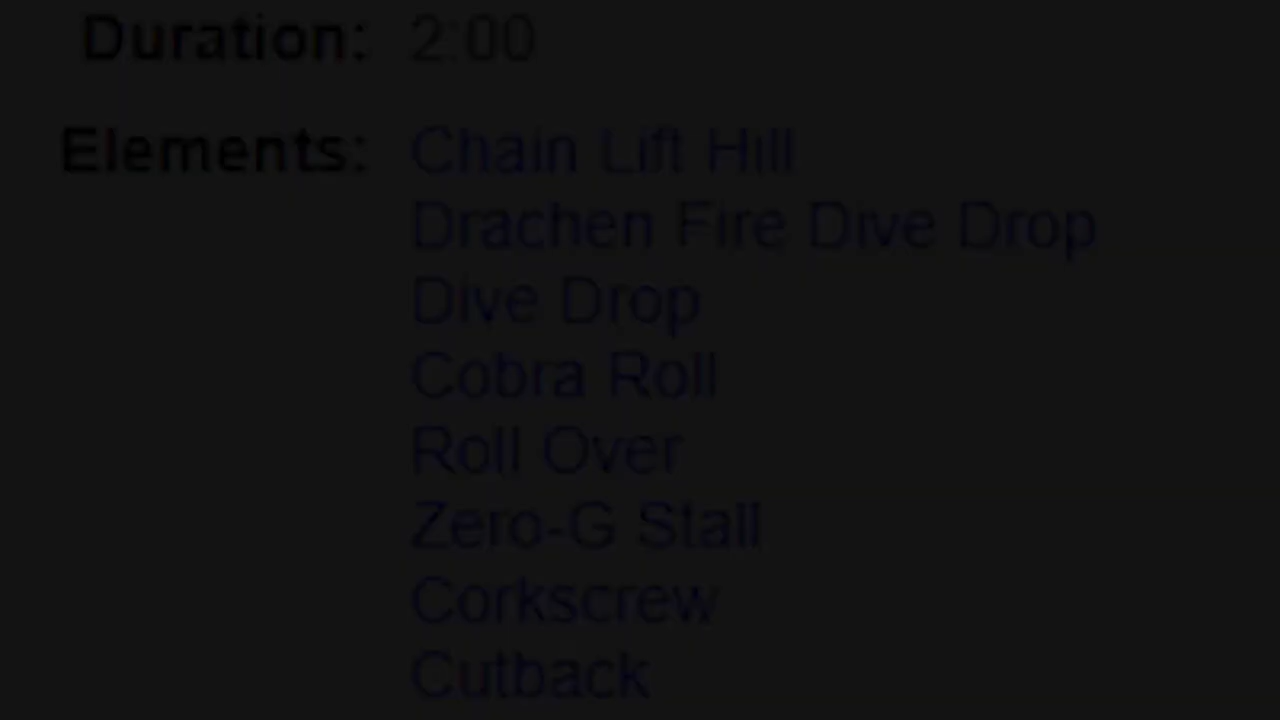 Duration: 2:00
Elements: Chain Lift Hill
Drachen Fire Dive Drop
Dive Drop
Cobra Roll
Roll Over
Zero-G Stall
Corkscrew
Cutback